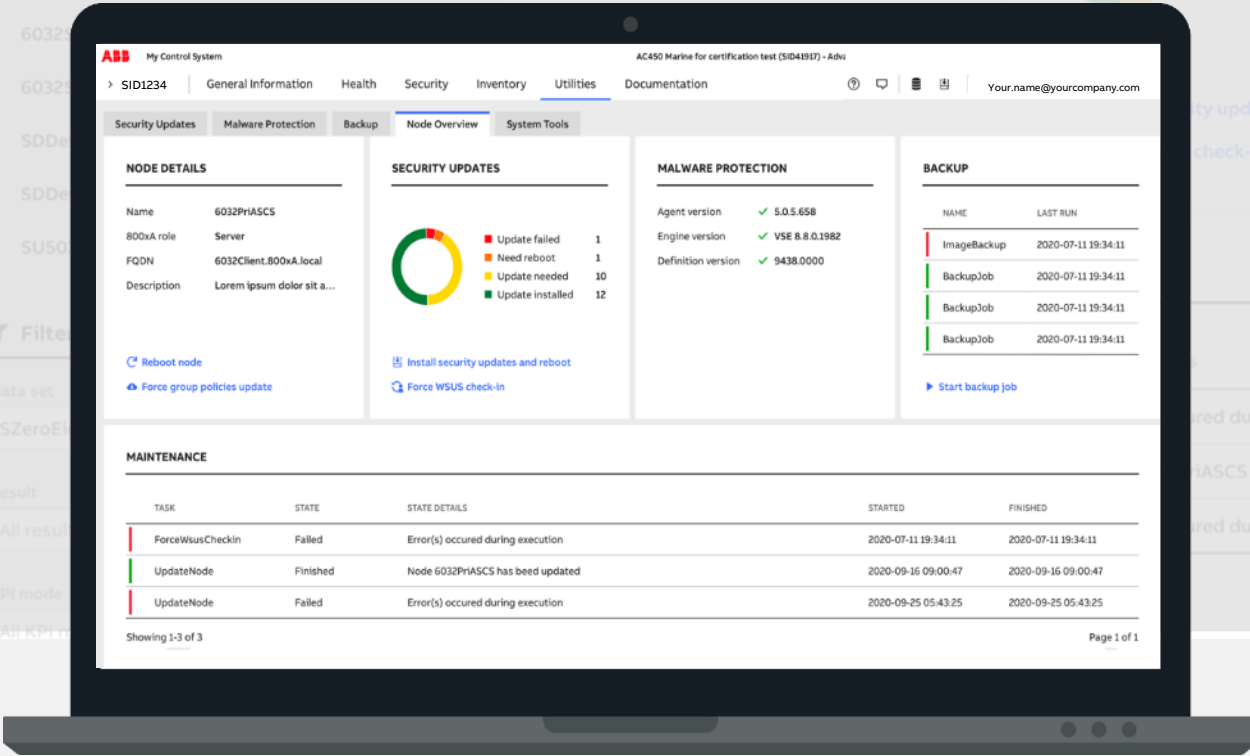 ABB My Control System AC450 Marine for certification test (SID41917) - Adva
SID1234 General Information Health Security Inventory Utilities Documentation Your.name@yourcompany.com
Security Updates Malware Protection Backup Node Overview System Tools
NODE DETAILS
Name 6032PriASCS
800xA role Server
FQDN 6032Client.800xA.local
Description Lorem ipsum dolor sit a...
Reboot node
Force group policies update
SECURITY UPDATES
Update failed 1
Need reboot 1
Update needed 10
Update installed 12
Install security updates and reboot
Force WSUS check-in
MALWARE PROTECTION
Agent version 5.0.5.658
Engine version VSE 8.8.0.1982
Definition version 9438.0000
BACKUP
NAME LAST RUN
ImageBackup 2020-07-11 19:34:11
BackupJob 2020-07-11 19:34:11
BackupJob 2020-07-11 19:34:11
BackupJob 2020-07-11 19:34:11
Start backup job
MAINTENANCE
TASK STATE STATE DETAILS STARTED FINISHED
ForceWsusCheckin Failed Error(s) occured during execution 2020-07-11 19:34:11 2020-07-11 19:34:11
UpdateNode Finished Node 6032PriASCS has beed updated 2020-09-16 09:00:47 2020-09-16 09:00:47
UpdateNode Failed Error(s) occured during execution 2020-09-25 05:43:25 2020-09-25 05:43:25
Showing 1-3 of 3 Page 1 of 1